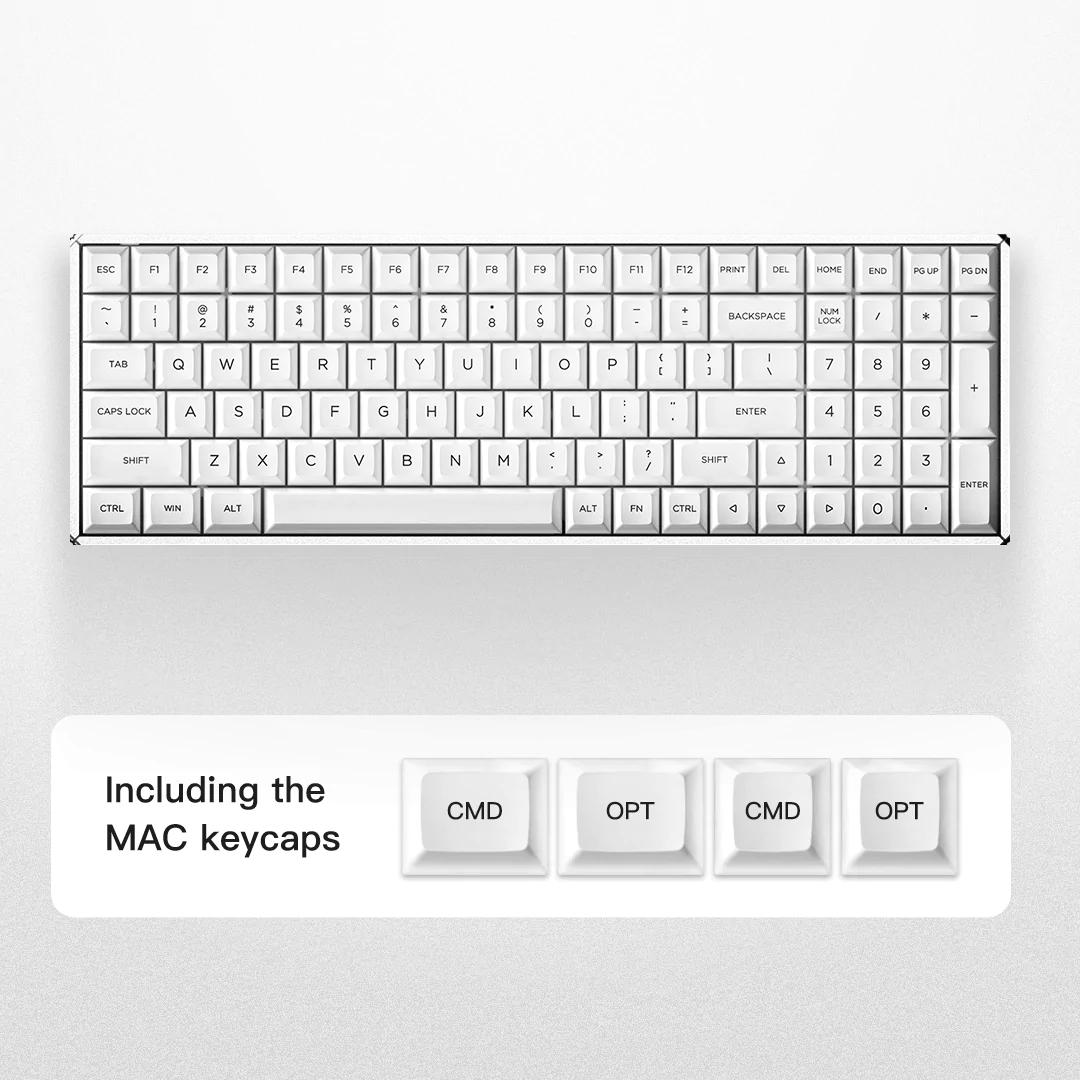 ESC F1 F2 F3 F4 F5 F6 F7 F8 F9 F10 F11 F12 PRINT DEL HOME END PG UP PG DN
~ ! @ # $ % ^ & * ( ) − +
` 1 2 3 4 5 6 7 8 9 0 - = BACKSPACE NUM LOCK / * −
TAB Q W E R T Y U I O P { } | 7 8 9 +
[ ] \
CAPS LOCK A S D F G H J K L : " ENTER 4 5 6
; '
SHIFT Z X C V B N M < > ? SHIFT △ 1 2 3 ENTER
, . /
CTRL WIN ALT ALT FN CTRL ◁ ▽ ▷ 0 .
Including the
MAC keycaps
CMD OPT CMD OPT